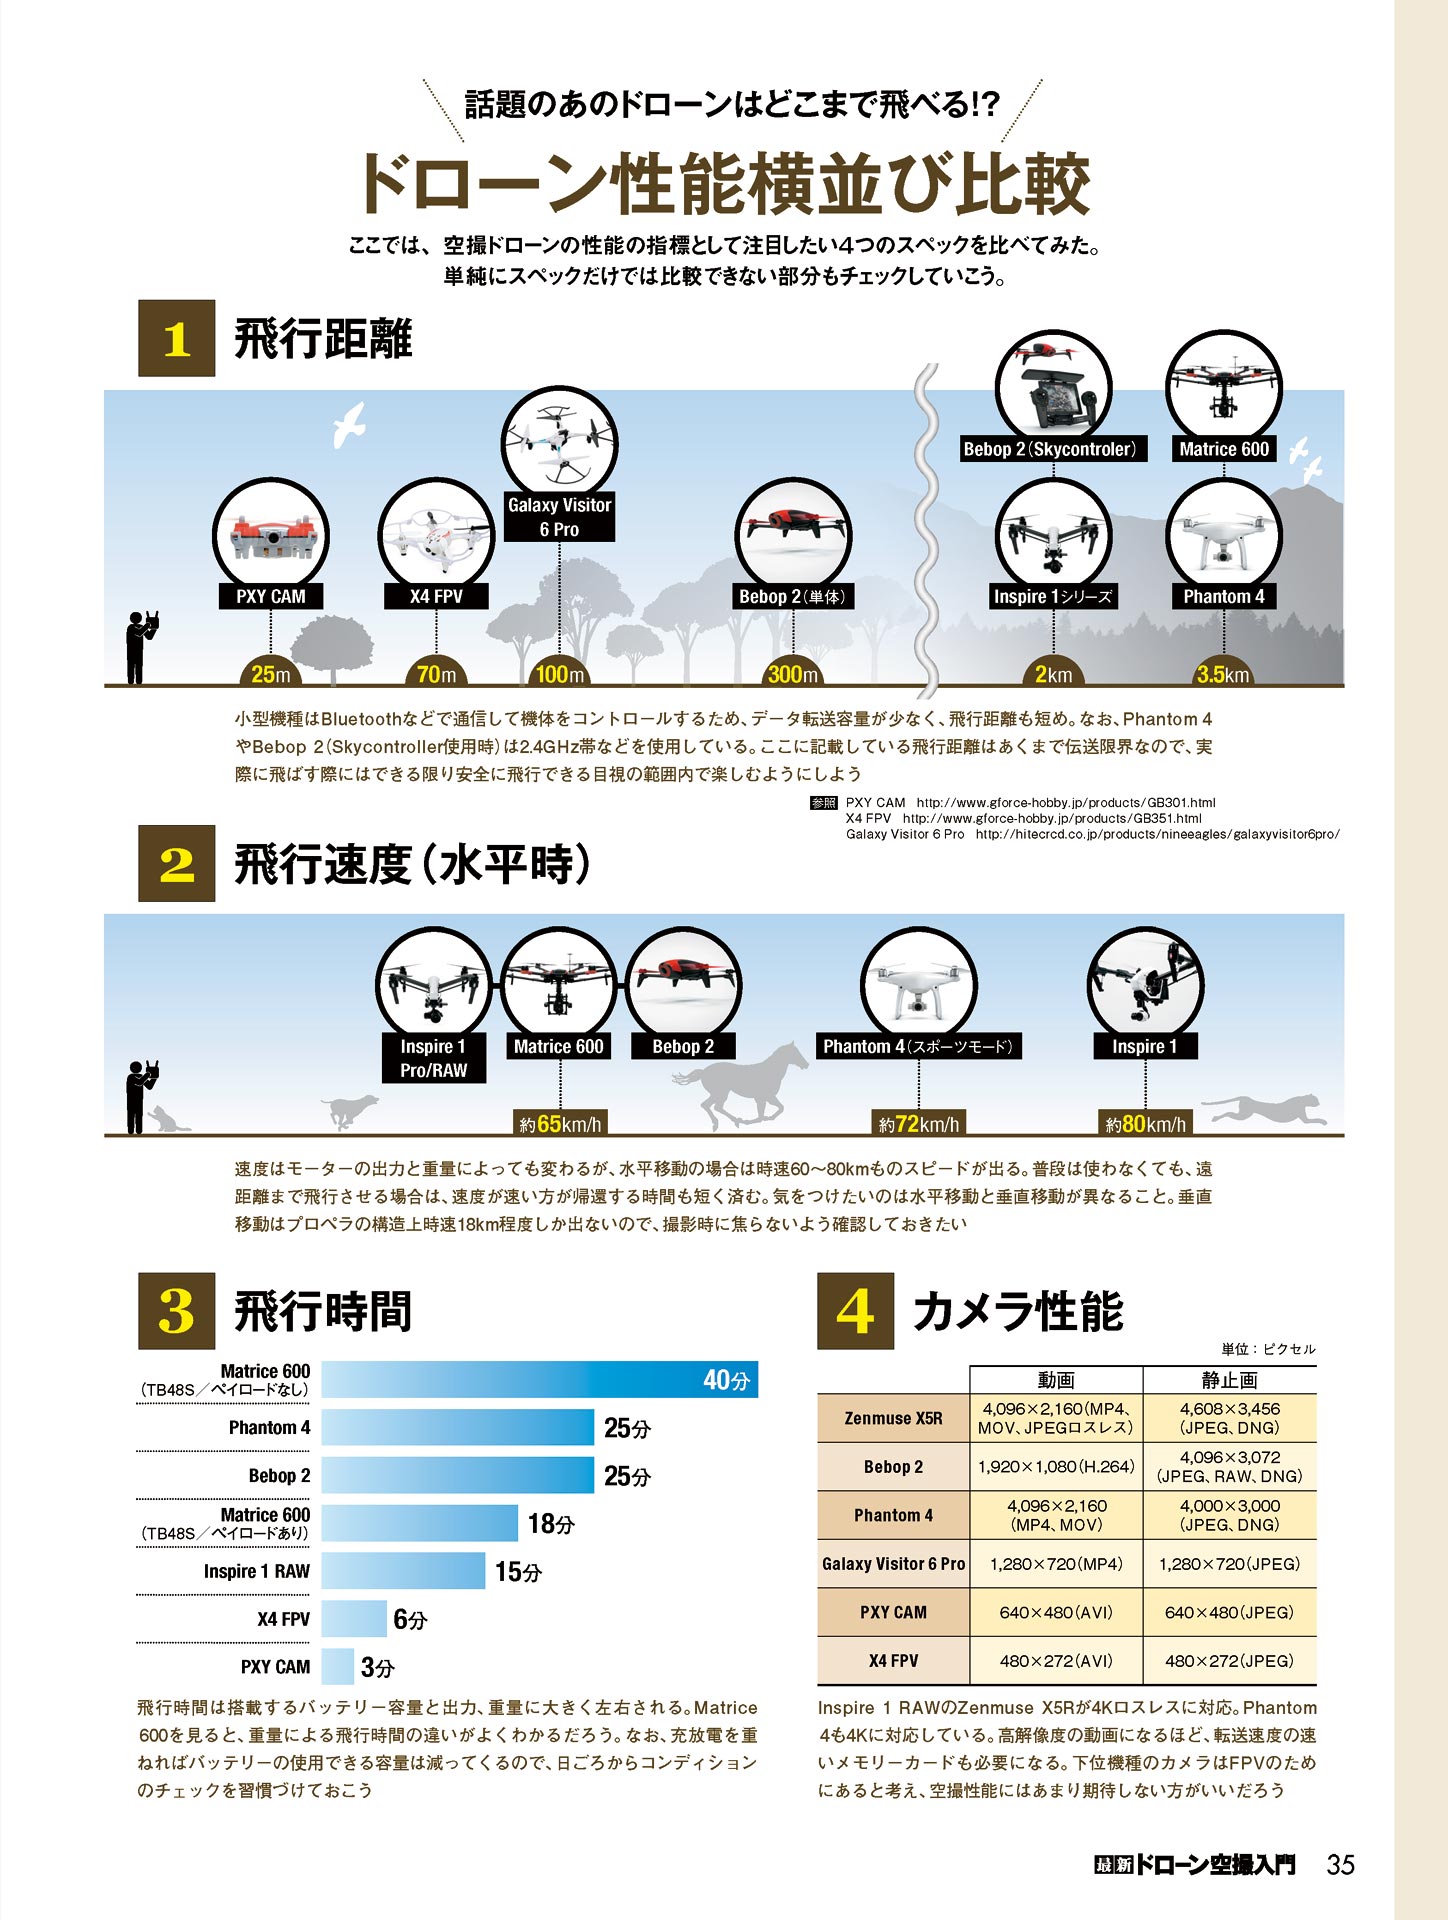 話題のあのドローンはどこまで飛べる!?
ドローン性能横並び比較
ここでは、空撮ドローンの性能の指標として注目したい4つのスペックを比べてみた。
単純にスペックだけでは比較できない部分もチェックしていこう。
1 飛行距離
PXY CAM
25m
X4 FPV
70m
Galaxy Visitor
6 Pro
100m
Bebop 2(単体)
300m
Bebop 2(Skycontroler)
Inspire 1シリーズ
2km
Matrice 600
Phantom 4
3.5km
小型機種はBluetoothなどで通信して機体をコントロールするため、データ転送容量が少なく、飛行距離も短め。なお、Phantom 4
やBebop 2(Skycontroller使用時)は2.4GHz帯などを使用している。ここに記載している飛行距離はあくまで伝送限界なので、実
際に飛ばす際にはできる限り安全に飛行できる目視の範囲内で楽しむようにしよう
参照 PXY CAM http://www.gforce-hobby.jp/products/GB301.html
X4 FPV http://www.gforce-hobby.jp/products/GB351.html
Galaxy Visitor 6 Pro http://hitecrcd.co.jp/products/nineeagles/galaxyvisitor6pro/
2 飛行速度(水平時)
Inspire 1
Pro/RAW
Matrice 600
Bebop 2
約65km/h
Phantom 4(スポーツモード)
約72km/h
Inspire 1
約80km/h
速度はモーターの出力と重量によっても変わるが、水平移動の場合は時速60〜80kmものスピードが出る。普段は使わなくても、遠
距離まで飛行させる場合は、速度が速い方が帰還する時間も短く済む。気をつけたいのは水平移動と垂直移動が異なること。垂直
移動はプロペラの構造上時速18km程度しか出ないので、撮影時に焦らないよう確認しておきたい
3 飛行時間
Matrice 600
(TB48S/ペイロードなし)
40分
Phantom 4
25分
Bebop 2
25分
Matrice 600
(TB48S/ペイロードあり)
18分
Inspire 1 RAW
15分
X4 FPV
6分
PXY CAM
3分
飛行時間は搭載するバッテリー容量と出力、重量に大きく左右される。Matrice
600を見ると、重量による飛行時間の違いがよくわかるだろう。なお、充放電を重
ねればバッテリーの使用できる容量は減ってくるので、日ごろからコンディション
のチェックを習慣づけておこう
4 カメラ性能
単位：ピクセル
動画 静止画
Zenmuse X5R
4,096×2,160(MP4、
MOV、JPEGロスレス)
4,608×3,456
(JPEG、DNG)
Bebop 2
1,920×1,080(H.264)
4,096×3,072
(JPEG、RAW、DNG)
Phantom 4
4,096×2,160
(MP4、MOV)
4,000×3,000
(JPEG、DNG)
Galaxy Visitor 6 Pro
1,280×720(MP4)
1,280×720(JPEG)
PXY CAM
640×480(AVI)
640×480(JPEG)
X4 FPV
480×272(AVI)
480×272(JPEG)
Inspire 1 RAWのZenmuse X5Rが4Kロスレスに対応。Phantom
4も4Kに対応している。高解像度の動画になるほど、転送速度の速
いメモリーカードも必要になる。下位機種のカメラはFPVのため
にあると考え、空撮性能にはあまり期待しない方がいいだろう
最新ドローン空撮入門 35